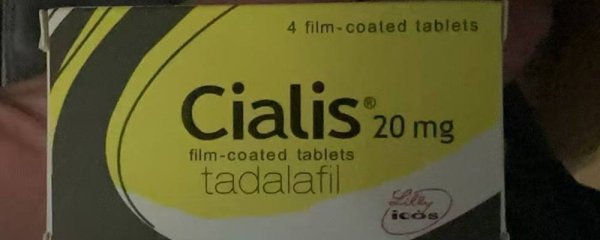 4 film-coated tablets
Cialis® 20 mg
film-coated tablets
tadalafil
Lilly
icos